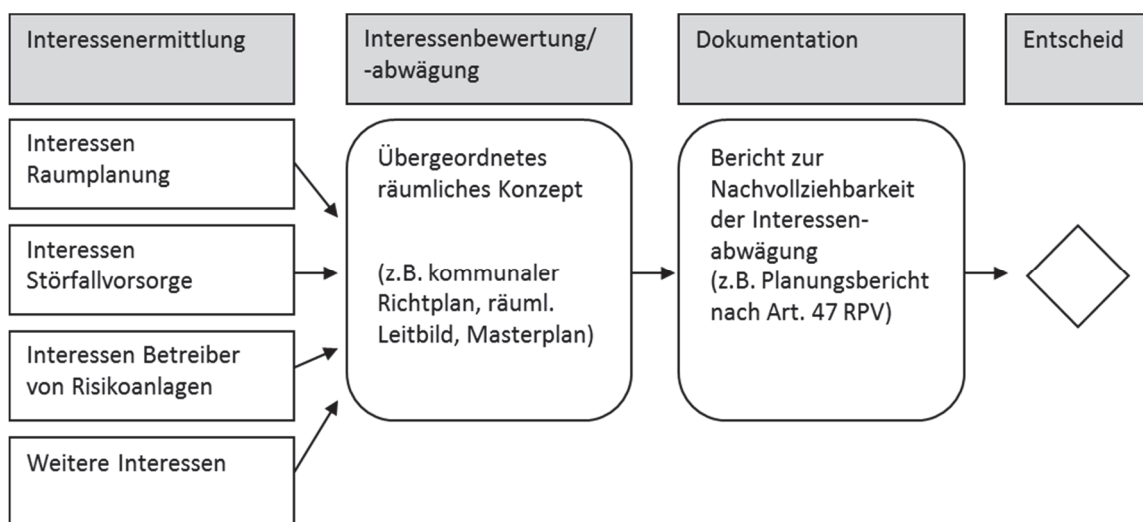 Interessenermittlung
Interessenbewertung/
-abwägung
Dokumentation
Entscheid
Interessen
Raumplanung
Interessen
Störfallvorsorge
Interessen Betreiber
von Risikoanlagen
Weitere Interessen
Übergeordnetes
räumliches Konzept
(z.B. kommunaler
Richtplan, räuml.
Leitbild, Masterplan)
Bericht zur
Nachvollziehbarkeit
der Interessen-
abwägung
(z.B. Planungsbericht
nach Art. 47 RPV)